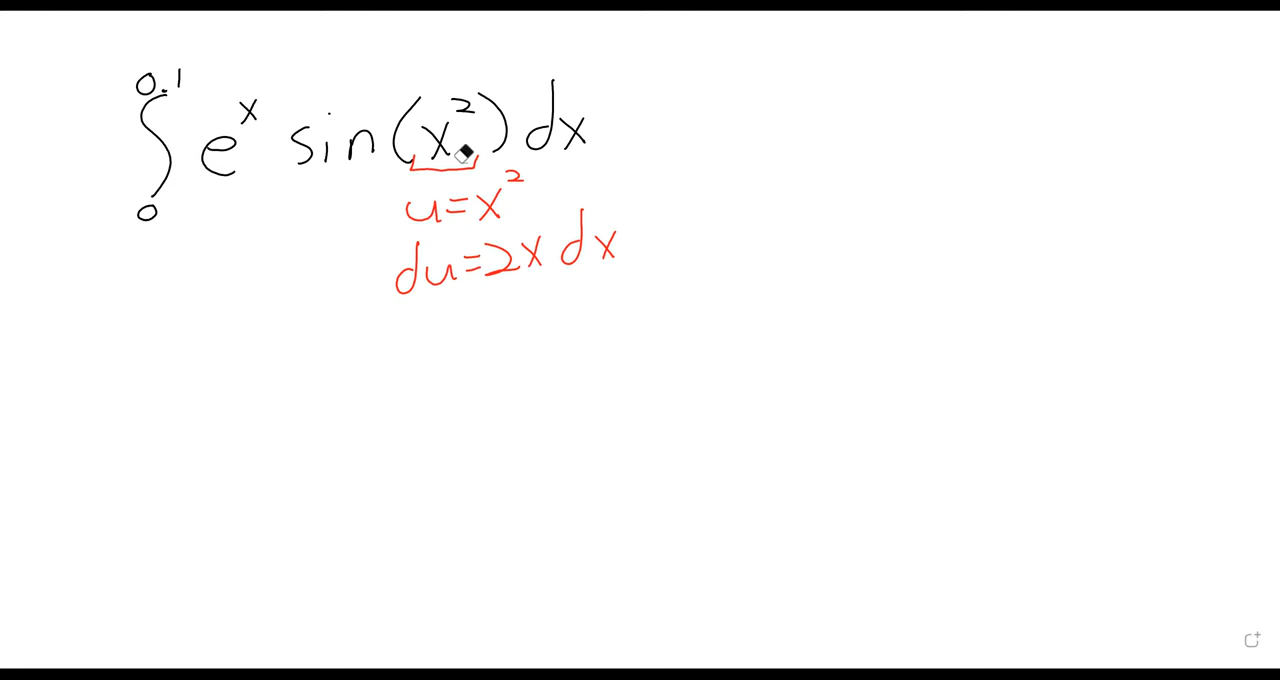 ∫₀^0.1 e^x sin(x²) dx
u=x²
du=2x dx